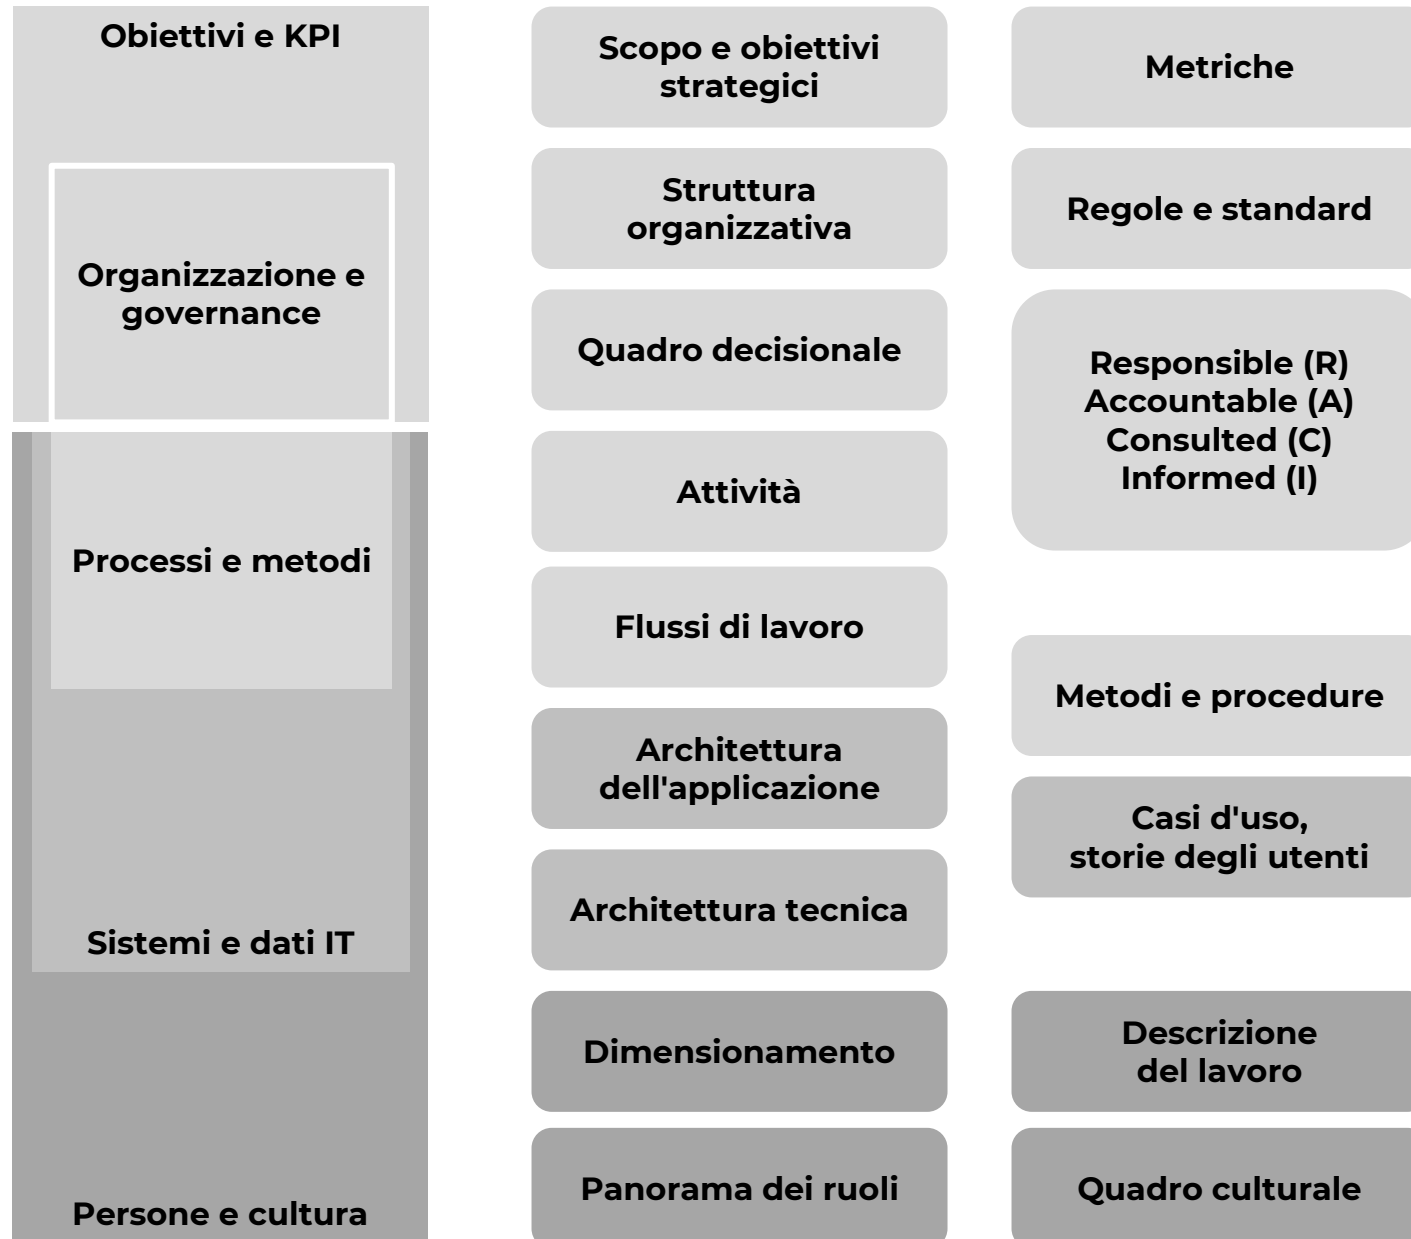 Obiettivi e KPI
Organizzazione e
governance
Processi e metodi
Sistemi e dati IT
Persone e cultura
Scopo e obiettivi
strategici
Struttura
organizzativa
Quadro decisionale
Attività
Flussi di lavoro
Architettura
dell'applicazione
Architettura tecnica
Dimensionamento
Panorama dei ruoli
Metriche
Regole e standard
Responsible (R)
Accountable (A)
Consulted (C)
Informed (I)
Metodi e procedure
Casi d'uso,
storie degli utenti
Descrizione
del lavoro
Quadro culturale